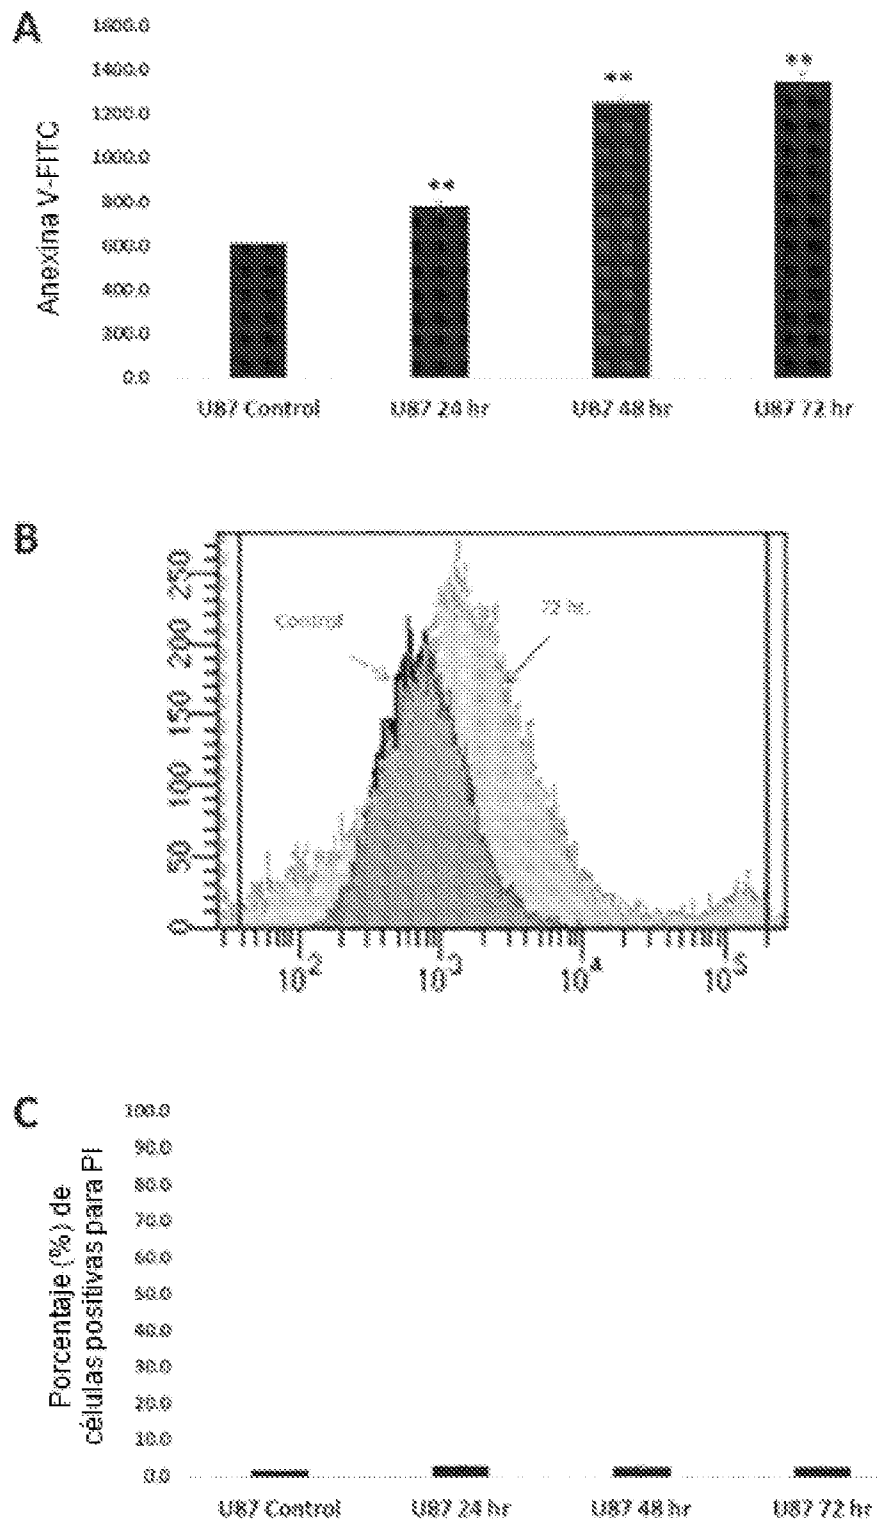 A
1600.0
1400.0
1200.0
1000.0
800.0
600.0
400.0
200.0
0.0
Anexina V-FITC
**
**
**
U87 Control
U87 24 hr
U87 48 hr
U87 72 hr
B
250
200
150
100
50
0
Control
72 hr.
10²
10³
10⁴
10⁵
C
100.0
90.0
80.0
70.0
60.0
50.0
40.0
30.0
20.0
10.0
0.0
Porcentaje (%) de
células positivas para PI
U87 Control
U87 24 hr
U87 48 hr
U87 72 hr